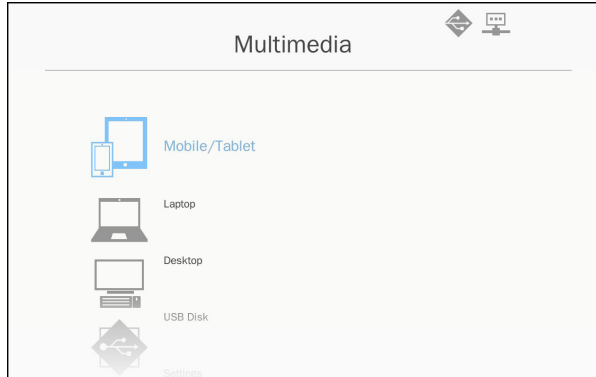 Multimedia
Mobile/Tablet
Laptop
Desktop
USB Disk
Settings